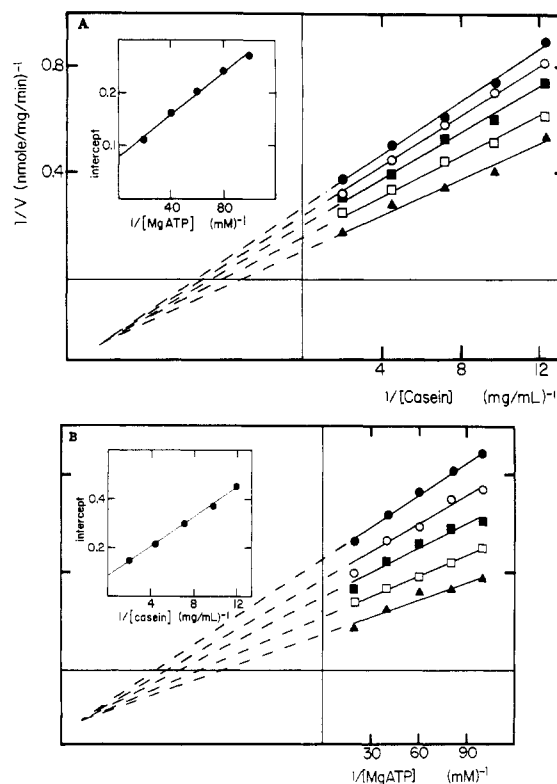 A
1/V (nmole/mg/min)⁻¹
0.8
0.4
intercept
0.2
0.1
40 80
1/[MgATP] (mM)⁻¹
4 8 12
1/[Casein] (mg/mL)⁻¹
B
intercept
0.4
0.2
4 8 12
1/[casein] (mg/mL)⁻¹
30 60 90
1/[MgATP] (mM)⁻¹